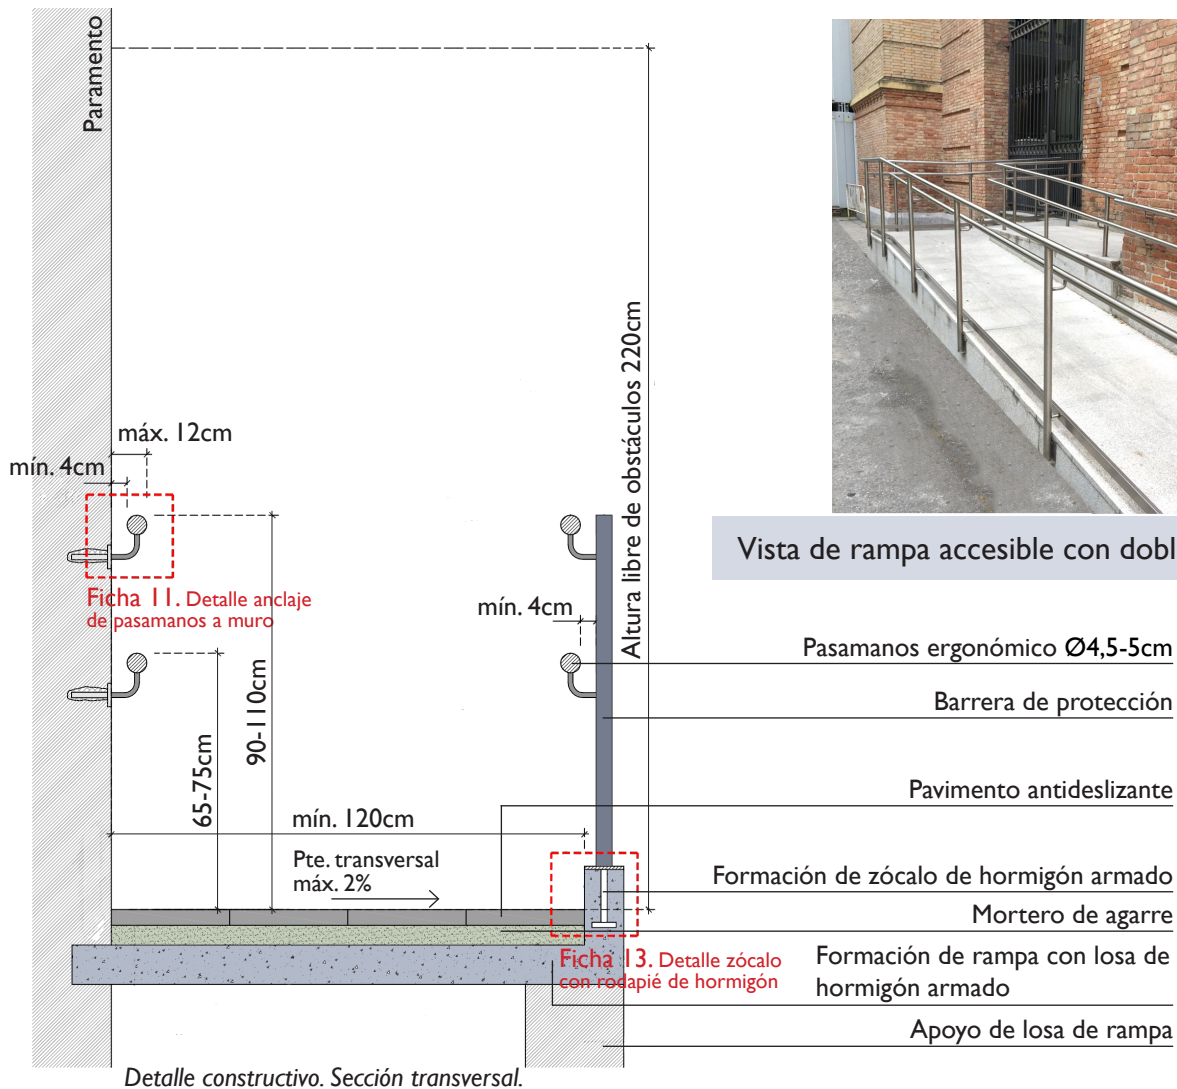 Paramento
máx. 12cm
mín. 4cm
Ficha 11. Detalle anclaje
de pasamanos a muro
65-75cm
90-110cm
mín. 120cm
Pte. transversal
máx. 2%
mín. 4cm
Altura libre de obstáculos 220cm
Vista de rampa accesible con dobl
Pasamanos ergonómico Ø4,5-5cm
Barrera de protección
Pavimento antideslizante
Formación de zócalo de hormigón armado
Mortero de agarre
Ficha 13. Detalle zócalo
con rodapié de hormigón
Formación de rampa con losa de
hormigón armado
Apoyo de losa de rampa
Detalle constructivo. Sección transversal.